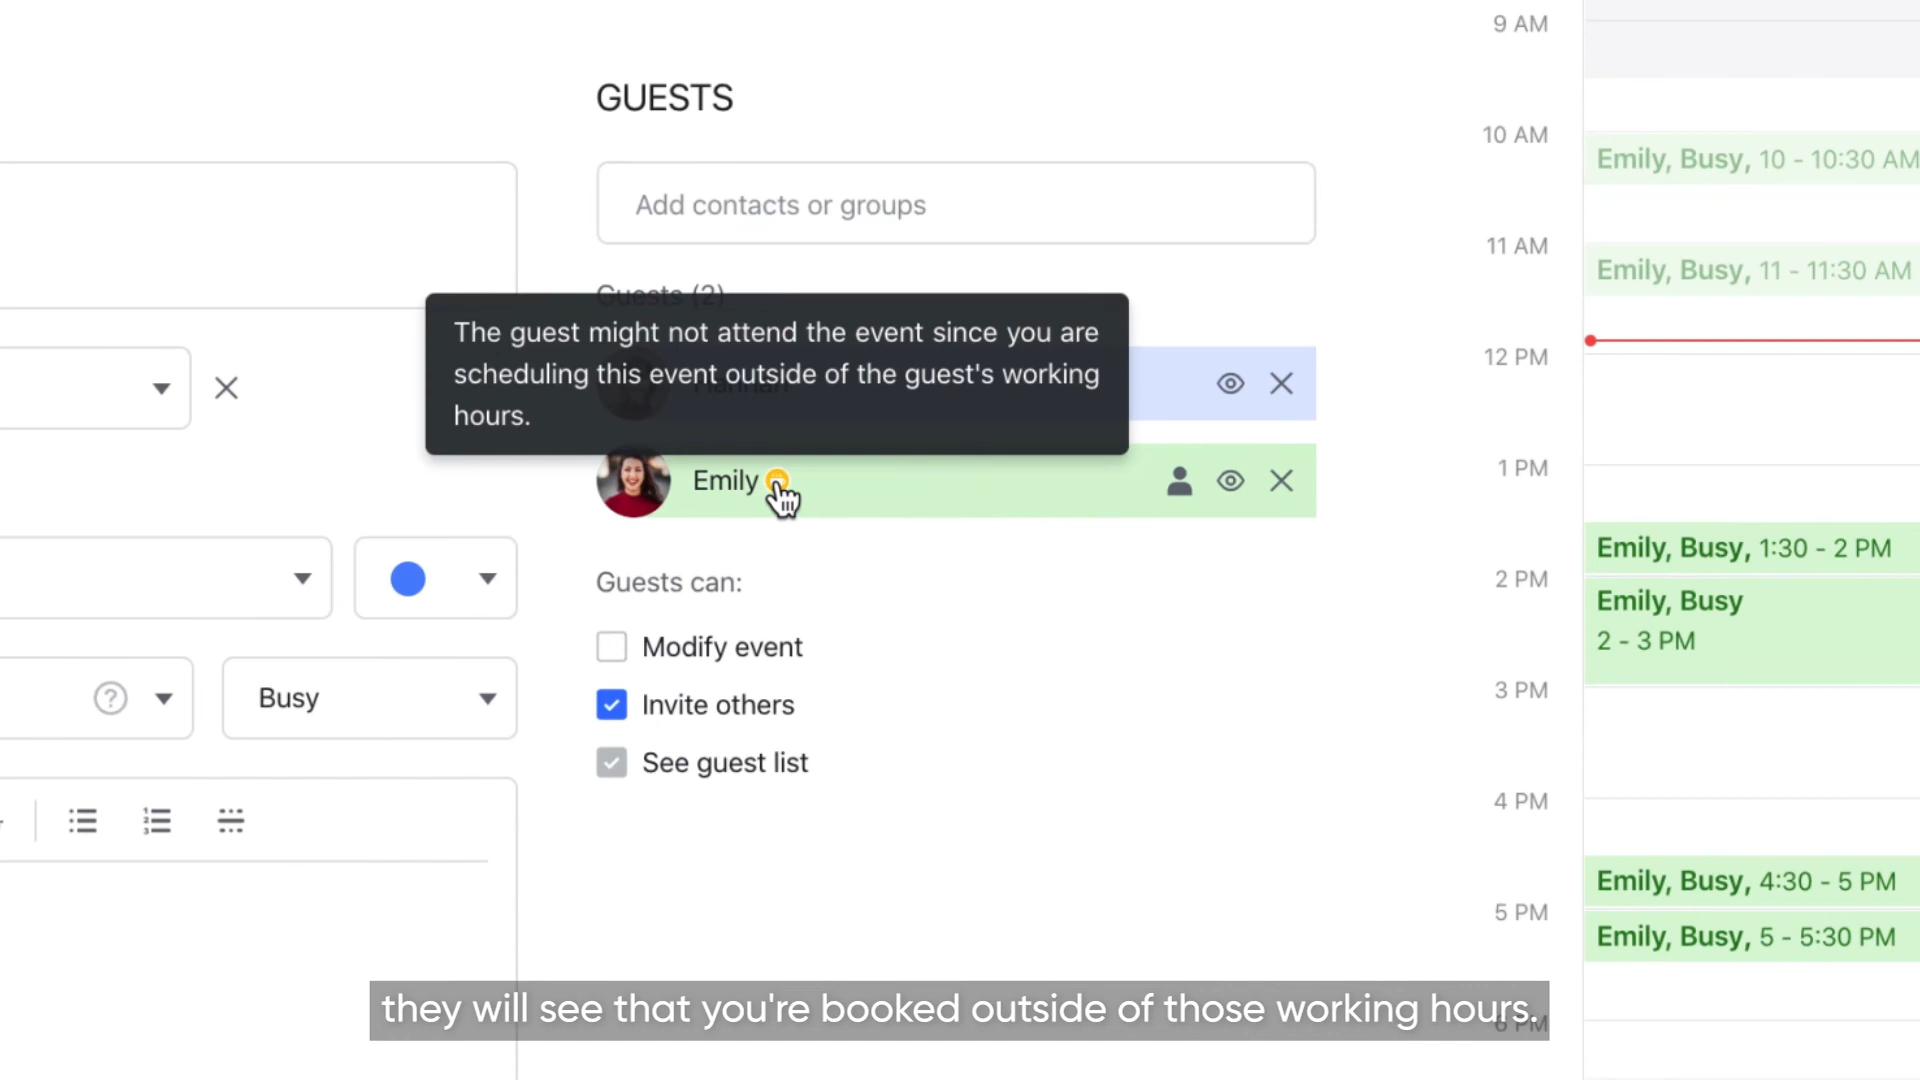 9 AM
GUESTS
10 AM
Emily, Busy, 10 - 10:30 AM
Add contacts or groups
11 AM
Emily, Busy, 11 - 11:30 AM
Guests (2)
The guest might not attend the event since you are
scheduling this event outside of the guest's working
hours.
12 PM
Emily
1 PM
Emily, Busy, 1:30 - 2 PM
Guests can:
2 PM
Emily, Busy
2 - 3 PM
Modify event
Busy
Invite others
3 PM
See guest list
4 PM
Emily, Busy, 4:30 - 5 PM
5 PM
Emily, Busy, 5 - 5:30 PM
they will see that you're booked outside of those working hours.
6 PM